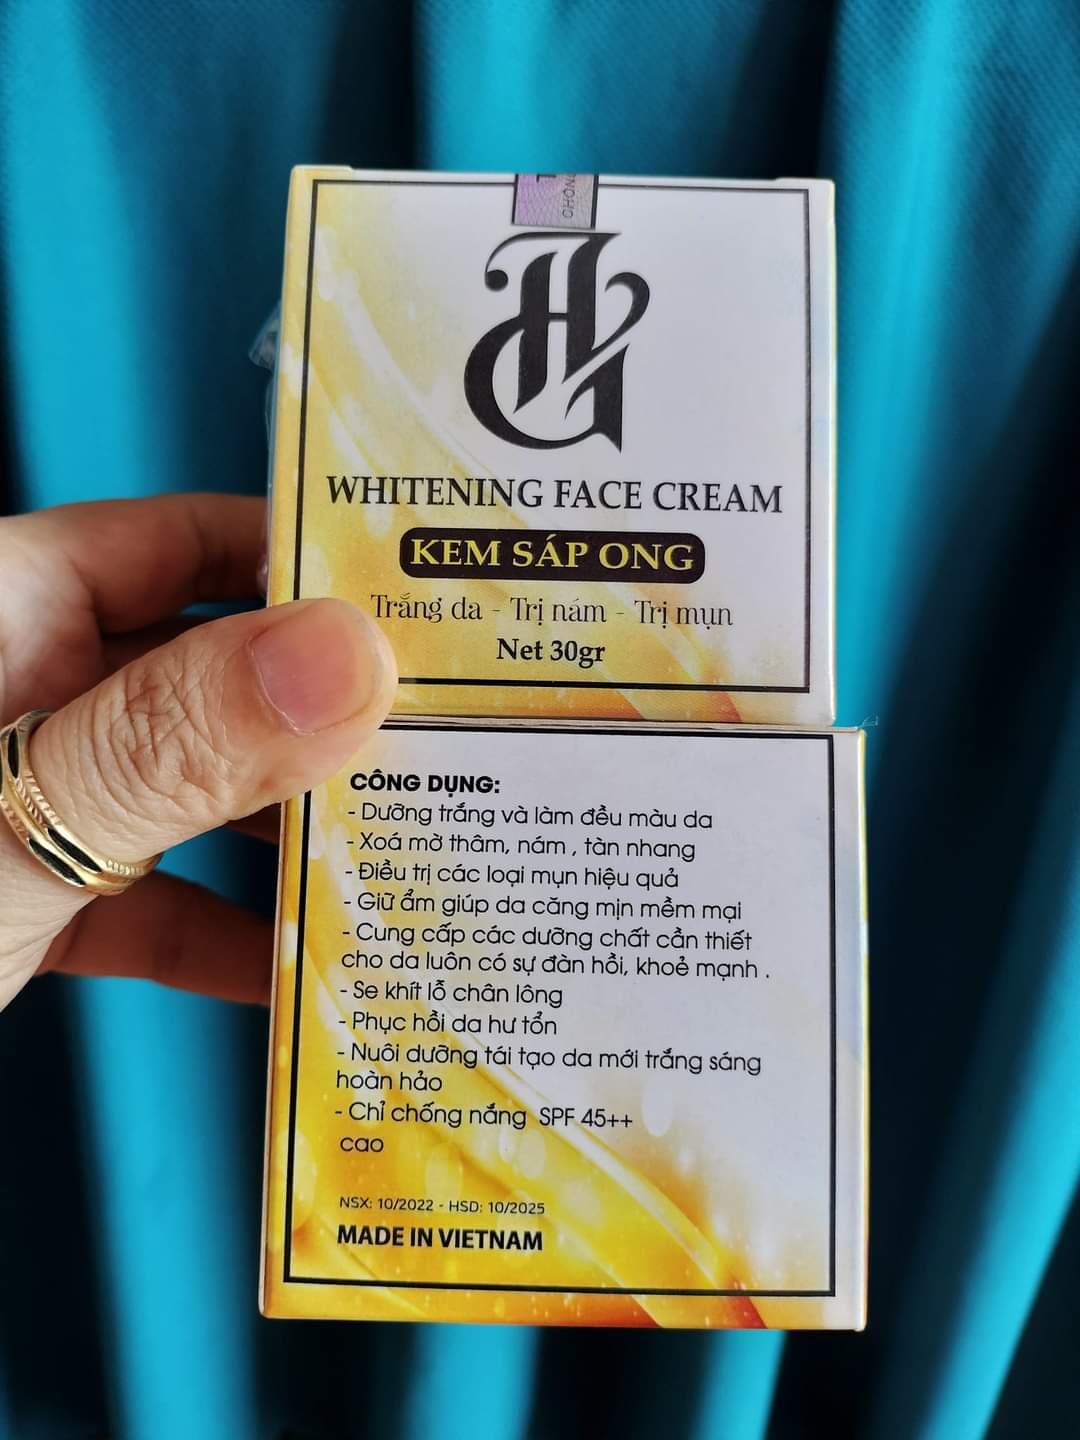 CHỐNG
HG
WHITENING FACE CREAM
KEM SÁP ONG
Trắng da - Trị nám - Trị mụn
Net 30gr
CÔNG DỤNG:
- Dưỡng trắng và làm đều màu da
- Xoá mờ thâm, nám , tàn nhang
- Điều trị các loại mụn hiệu quả
- Giữ ẩm giúp da căng mịn mềm mại
- Cung cấp các dưỡng chất cần thiết
cho da luôn có sự đàn hồi, khoẻ mạnh .
- Se khít lỗ chân lông
- Phục hồi da hư tổn
- Nuôi dưỡng tái tạo da mới trắng sáng
hoàn hảo
- Chỉ chống nắng SPF 45++
cao
NSX: 10/2022 - HSD: 10/2025
MADE IN VIETNAM